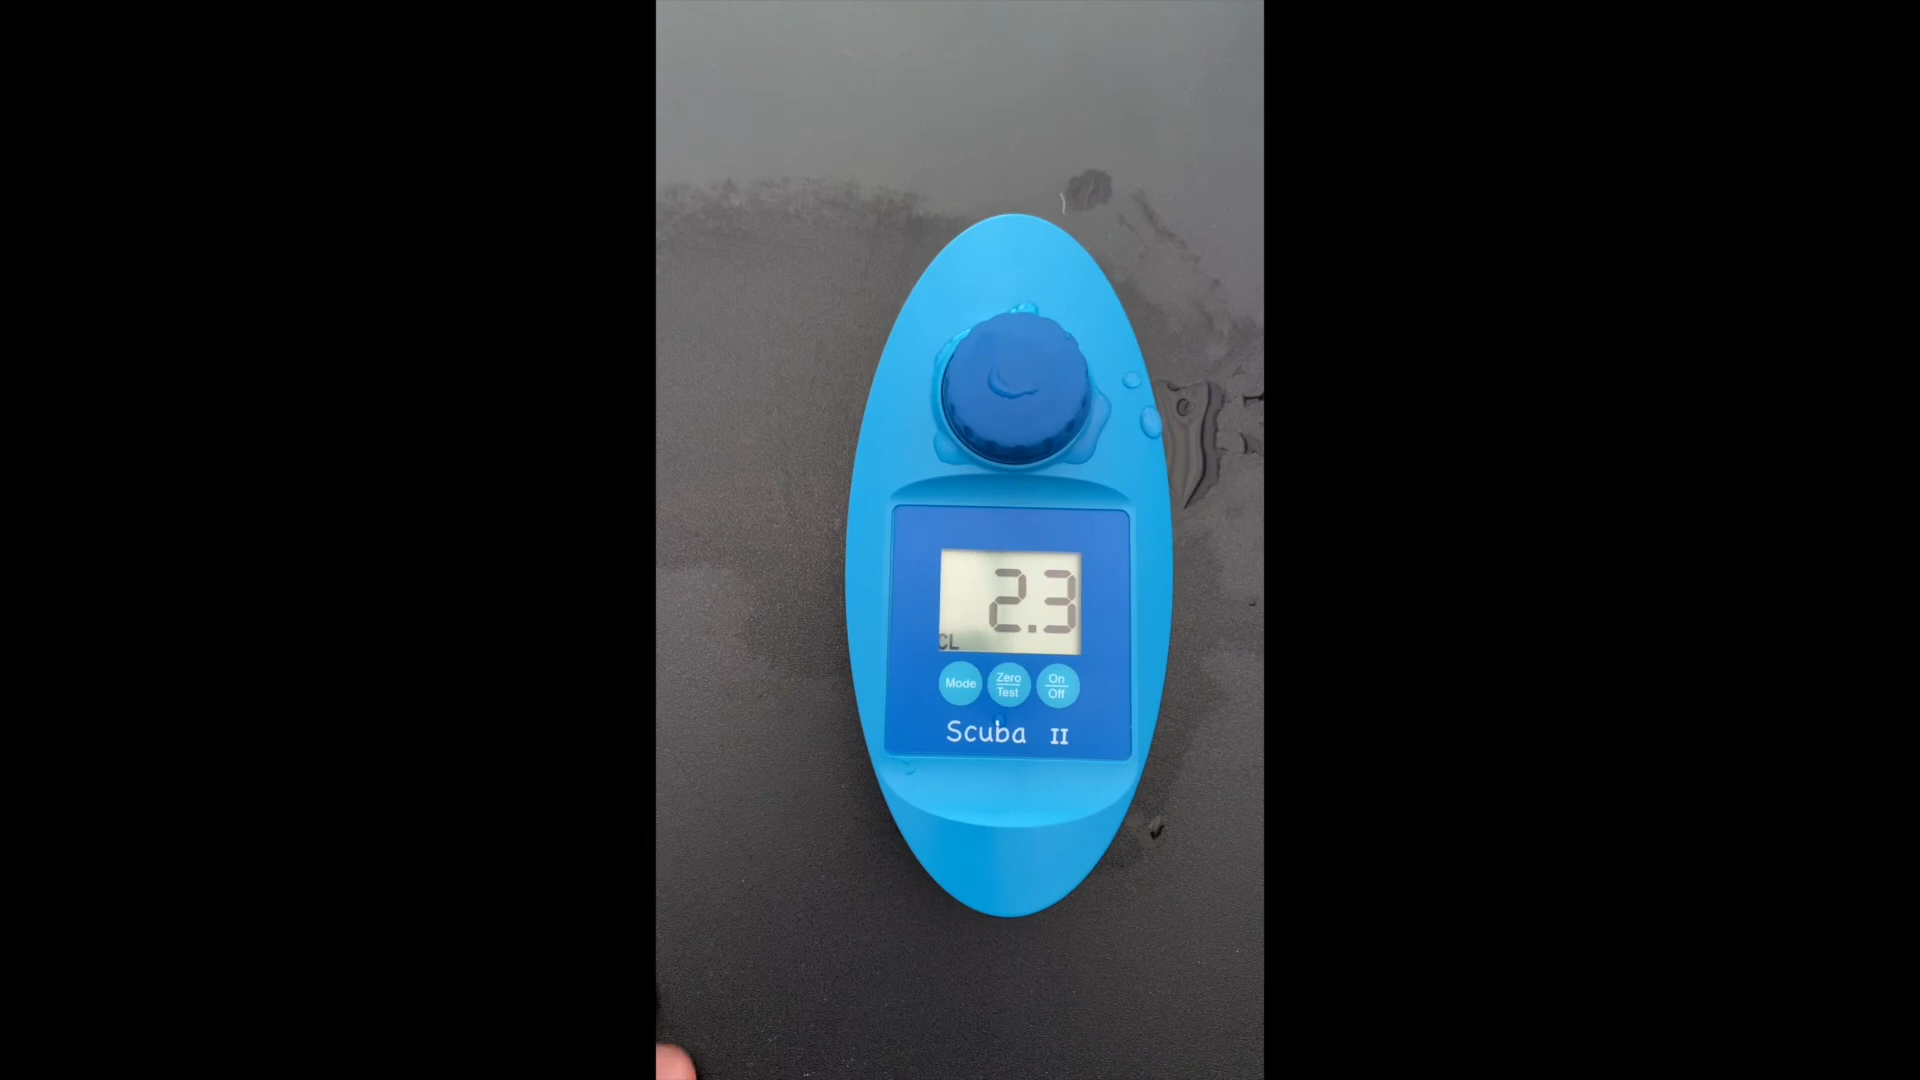 2.3
CL
Mode
Zero
Test
On
Off
Scuba II